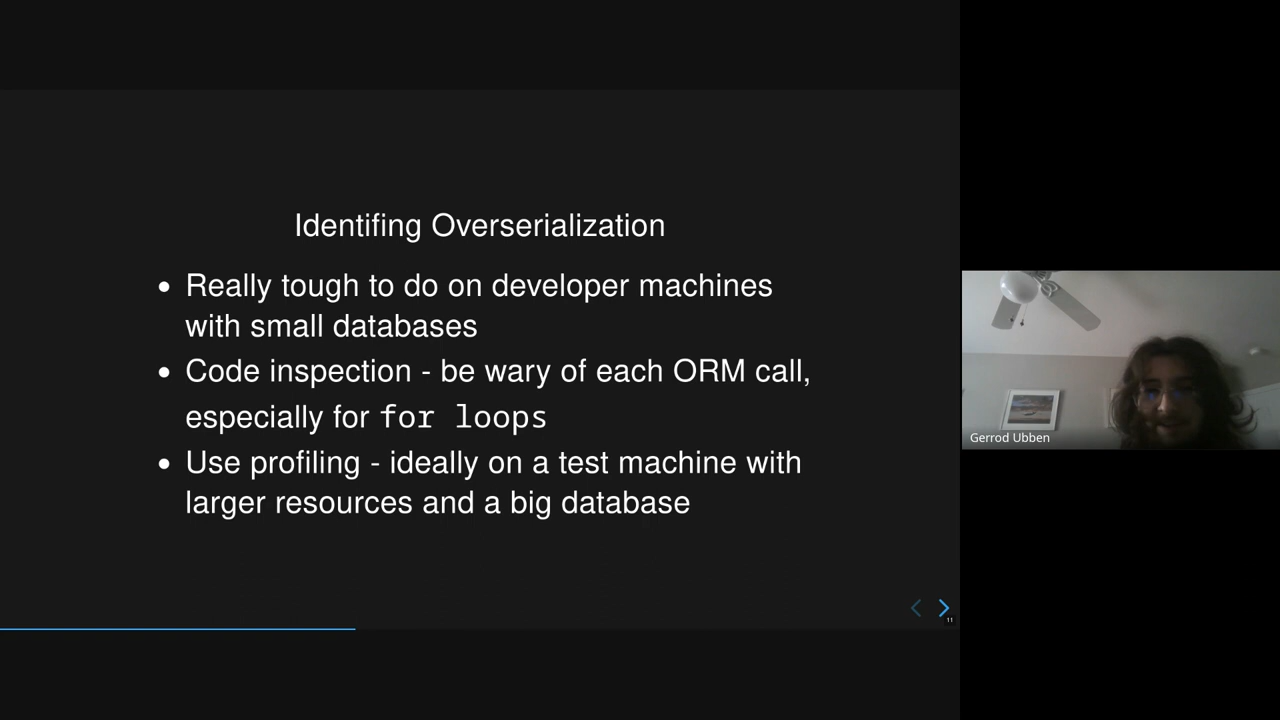 Identifing Overserialization
Really tough to do on developer machines
with small databases
Code inspection - be wary of each ORM call,
especially for for loops
Use profiling - ideally on a test machine with
larger resources and a big database
11
Gerrod Ubben